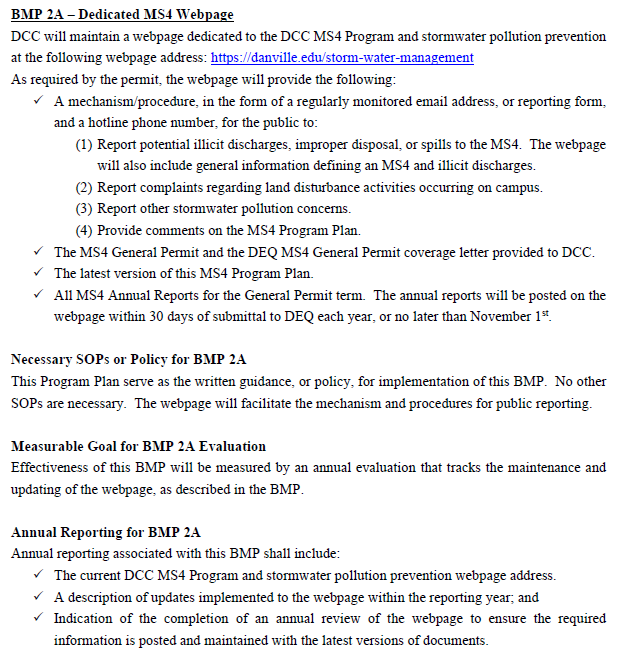 BMP 2A – Dedicated MS4 Webpage
DCC will maintain a webpage dedicated to the DCC MS4 Program and stormwater pollution prevention
at the following webpage address: https://danville.edu/storm-water-management
As required by the permit, the webpage will provide the following:
✓ A mechanism/procedure, in the form of a regularly monitored email address, or reporting form,
and a hotline phone number, for the public to:
(1) Report potential illicit discharges, improper disposal, or spills to the MS4. The webpage
will also include general information defining an MS4 and illicit discharges.
(2) Report complaints regarding land disturbance activities occurring on campus.
(3) Report other stormwater pollution concerns.
(4) Provide comments on the MS4 Program Plan.
✓ The MS4 General Permit and the DEQ MS4 General Permit coverage letter provided to DCC.
✓ The latest version of this MS4 Program Plan.
✓ All MS4 Annual Reports for the General Permit term. The annual reports will be posted on the
webpage within 30 days of submittal to DEQ each year, or no later than November 1st.
Necessary SOPs or Policy for BMP 2A
This Program Plan serve as the written guidance, or policy, for implementation of this BMP. No other
SOPs are necessary. The webpage will facilitate the mechanism and procedures for public reporting.
Measurable Goal for BMP 2A Evaluation
Effectiveness of this BMP will be measured by an annual evaluation that tracks the maintenance and
updating of the webpage, as described in the BMP.
Annual Reporting for BMP 2A
Annual reporting associated with this BMP shall include:
✓ The current DCC MS4 Program and stormwater pollution prevention webpage address.
✓ A description of updates implemented to the webpage within the reporting year; and
✓ Indication of the completion of an annual review of the webpage to ensure the required
information is posted and maintained with the latest versions of documents.